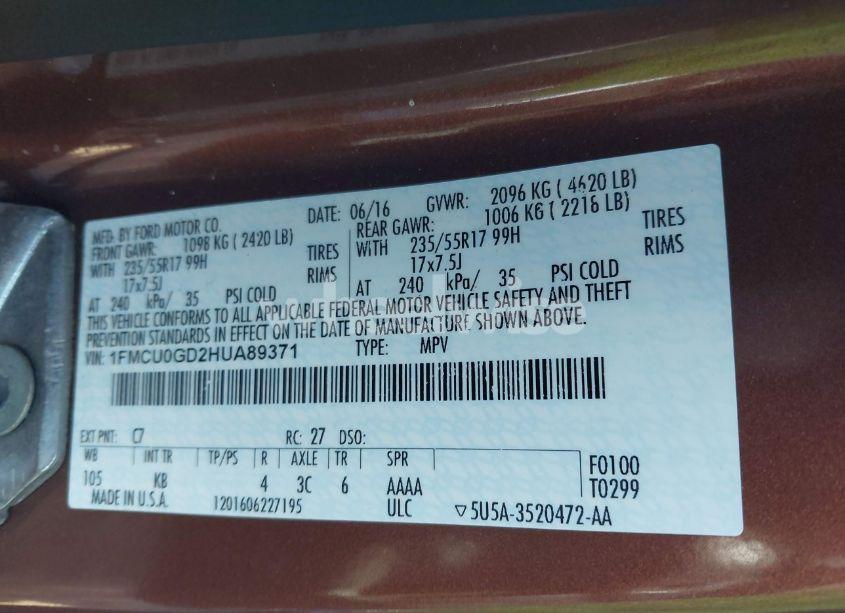 MFD. BY FORD MOTOR CO.
DATE: 06/16 GVWR: 2096 KG ( 4620 LB)
FRONT GAWR: 1098 KG ( 2420 LB)
REAR GAWR: 1006 KG ( 2218 LB)
WITH 235/55R17 99H TIRES
WITH 235/55R17 99H TIRES
17x7.5J RIMS
17x7.5J RIMS
AT 240 kPa/ 35 PSI COLD
AT 240 kPa/ 35 PSI COLD
THIS VEHICLE CONFORMS TO ALL APPLICABLE FEDERAL MOTOR VEHICLE SAFETY AND THEFT
PREVENTION STANDARDS IN EFFECT ON THE DATE OF MANUFACTURE SHOWN ABOVE.
VIN: 1FMCU0GD2HUA89371 TYPE: MPV
EXT PNT: C7 RC: 27 DSO:
WB INT TR TP/PS R AXLE TR SPR
105 KB 4 3C 6 AAAA
F0100
T0299
MADE IN U.S.A. 1201606227195 ULC
▽5U5A-3520472-AA